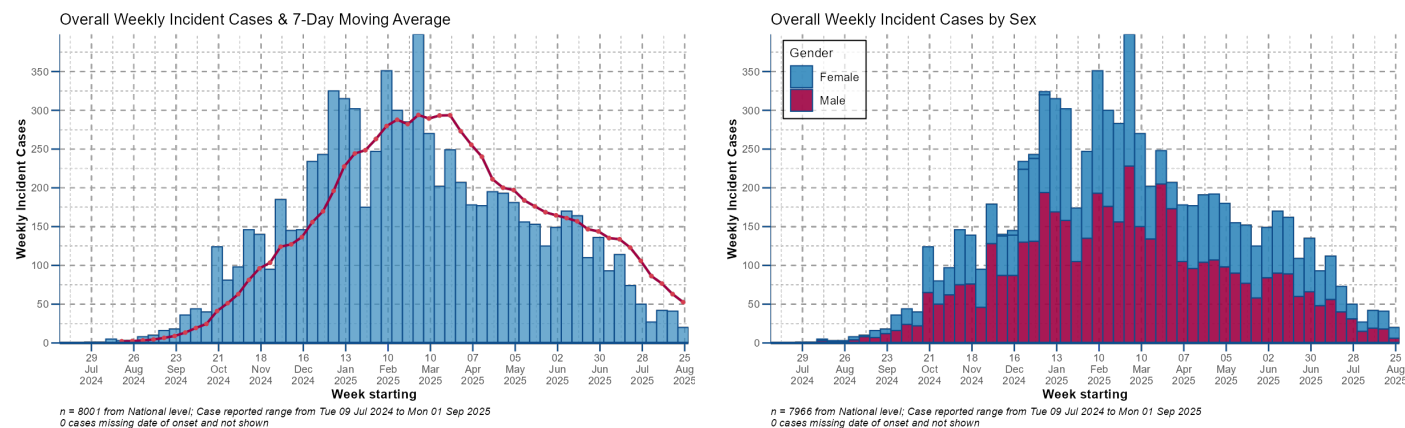 Overall Weekly Incident Cases & 7-Day Moving Average
Weekly Incident Cases
350
300
250
200
150
100
50
0
29 26 23 21 18 16 13 10 10 07 05 02 30 28 25
Jul Aug Sep Oct Nov Dec Jan Feb Mar Apr May Jun Jun Jul Aug
2024 2024 2024 2024 2024 2024 2025 2025 2025 2025 2025 2025 2025 2025 2025
Week starting
n = 8001 from National level; Case reported range from Tue 09 Jul 2024 to Mon 01 Sep 2025
0 cases missing date of onset and not shown
Overall Weekly Incident Cases by Sex
Gender
Female
Male
Weekly Incident Cases
350
300
250
200
150
100
50
0
29 26 23 21 18 16 13 10 10 07 05 02 30 28 25
Jul Aug Sep Oct Nov Dec Jan Feb Mar Apr May Jun Jun Jul Aug
2024 2024 2024 2024 2024 2024 2025 2025 2025 2025 2025 2025 2025 2025 2025
Week starting
n = 7966 from National level; Case reported range from Tue 09 Jul 2024 to Mon 01 Sep 2025
0 cases missing date of onset and not shown